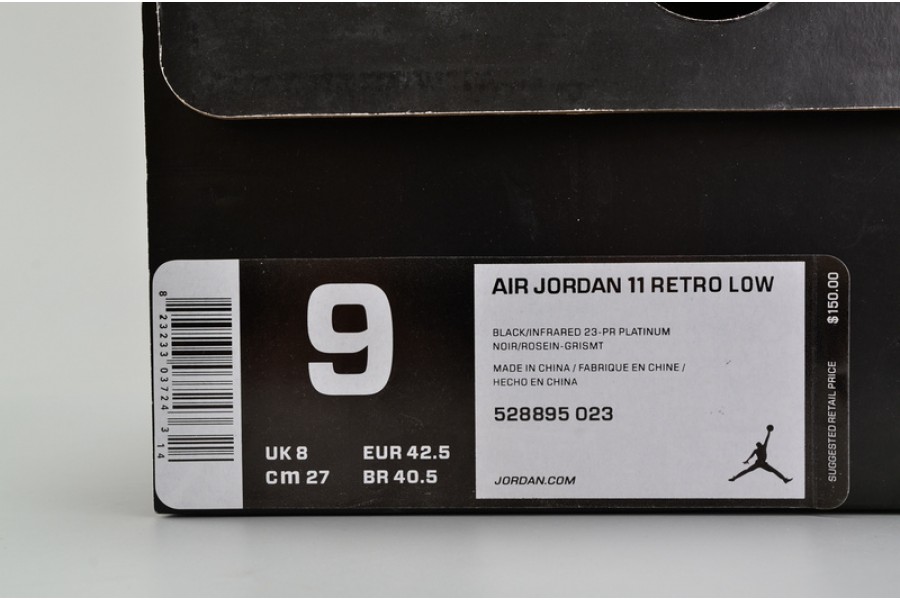 8 23233 03724 3 14
9
UK 8 EUR 42.5
cm 27 BR 40.5
AIR JORDAN 11 RETRO LOW
BLACK/INFRARED 23-PR PLATINUM
NOIR/ROSEIN-GRISMT
MADE IN CHINA / FABRIQUE EN CHINE /
HECHO EN CHINA
528895 023
JORDAN.COM
SUGGESTED RETAIL PRICE $150.00